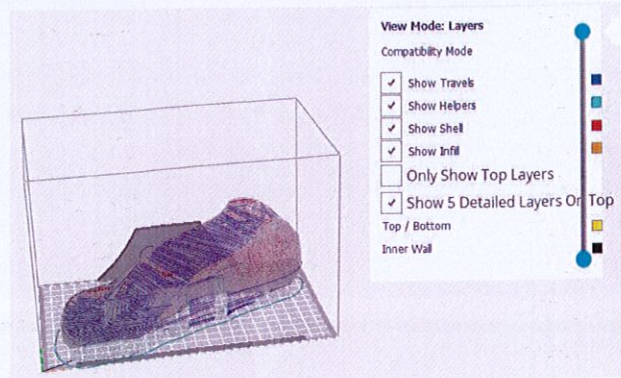 View Mode: Layers
Compatibility Mode
Show Travels
Show Helpers
Show Shell
Show Infill
Only Show Top Layers
Show 5 Detailed Layers On Top
Top / Bottom
Inner Wall